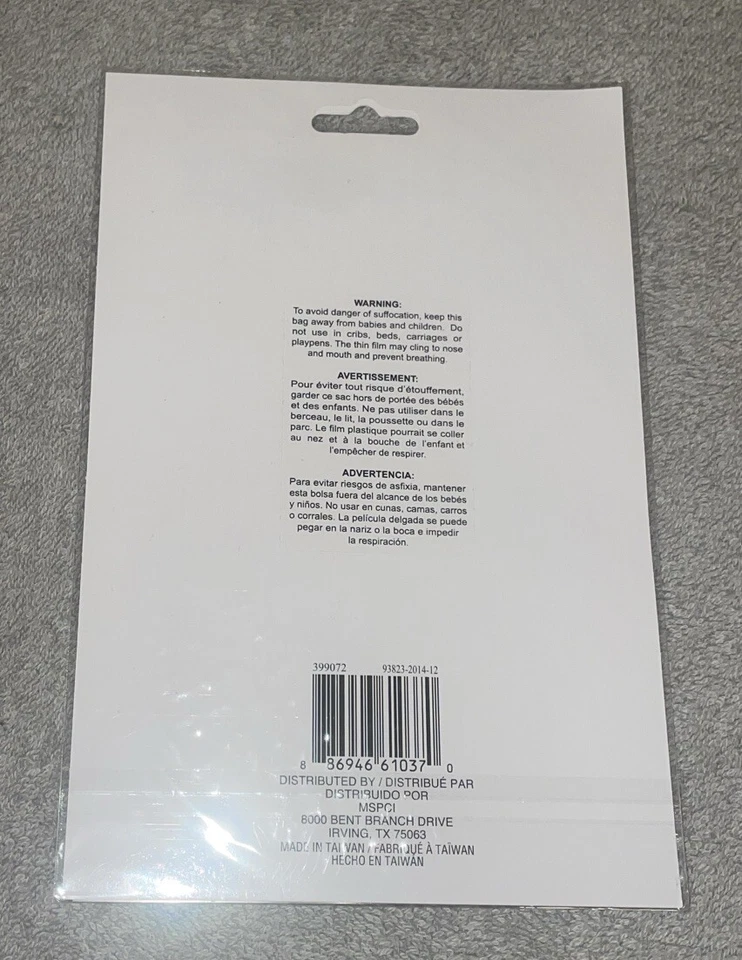 WARNING:
To avoid danger of suffocation, keep this
bag away from babies and children. Do
not use in cribs, beds, carriages or
playpens. The thin film may cling to nose
and mouth and prevent breathing.
AVERTISSEMENT:
Pour éviter tout risque d'étouffement,
garder ce sac hors de portée des bébés
et des enfants. Ne pas utiliser dans le
berceau, le lit, la poussette ou dans le
parc. Le film plastique pourrait se coller
au nez et à la bouche de l'enfant et
l'empêcher de respirer.
ADVERTENCIA:
Para evitar riesgos de asfixia, mantener
esta bolsa fuera del alcance de los bebés
y niños. No usar en cunas, camas, carros
o corrales. La película delgada se puede
pegar en la nariz o la boca e impedir
la respiración.
399072 93823-2014-12
8 86946 61037 0
DISTRIBUTED BY / DISTRIBUÉ PAR
DISTRIBUIDO POR
MSPCI
8000 BENT BRANCH DRIVE
IRVING, TX 75063
MADE IN TAIWAN / FABRIQUÉ À TAÏWAN
HECHO EN TAIWÁN